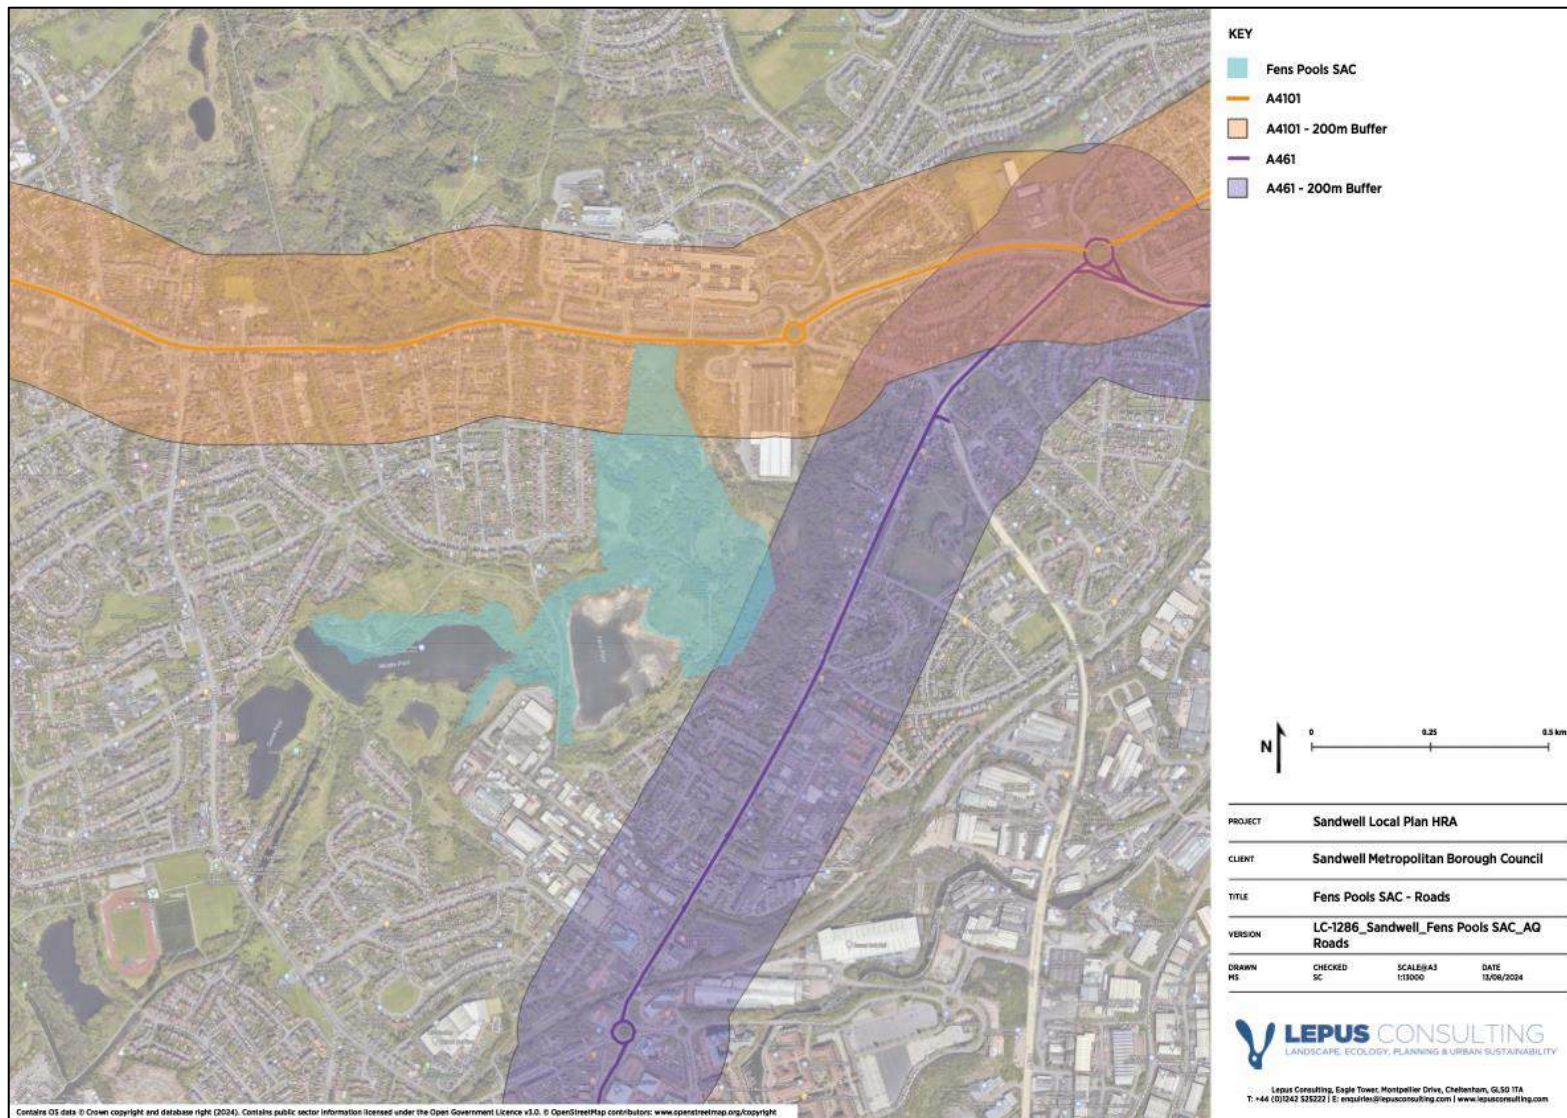 KEY
Fens Pools SAC
A4101
A4101 - 200m Buffer
A461
A461 - 200m Buffer
Middle Pool
N
0 0.25 0.5 km
PROJECT Sandwell Local Plan HRA
CLIENT Sandwell Metropolitan Borough Council
TITLE Fens Pools SAC - Roads
VERSION LC-1286_Sandwell_Fens Pools SAC_AQ
Roads
DRAWN CHECKED SCALE@A3 DATE
MS SC 1:13000 13/08/2024
LEPUS CONSULTING
LANDSCAPE, ECOLOGY, PLANNING & URBAN SUSTAINABILITY
Lepus Consulting, Eagle Tower, Montpellier Drive, Cheltenham, GL50 1TA
T: +44 (0)1242 525222 | E: enquiries@lepusconsulting.com | www.lepusconsulting.com
Contains OS data © Crown copyright and database right (2024). Contains public sector information licensed under the Open Government Licence v3.0. © OpenStreetMap contributors: www.openstreetmap.org/copyright